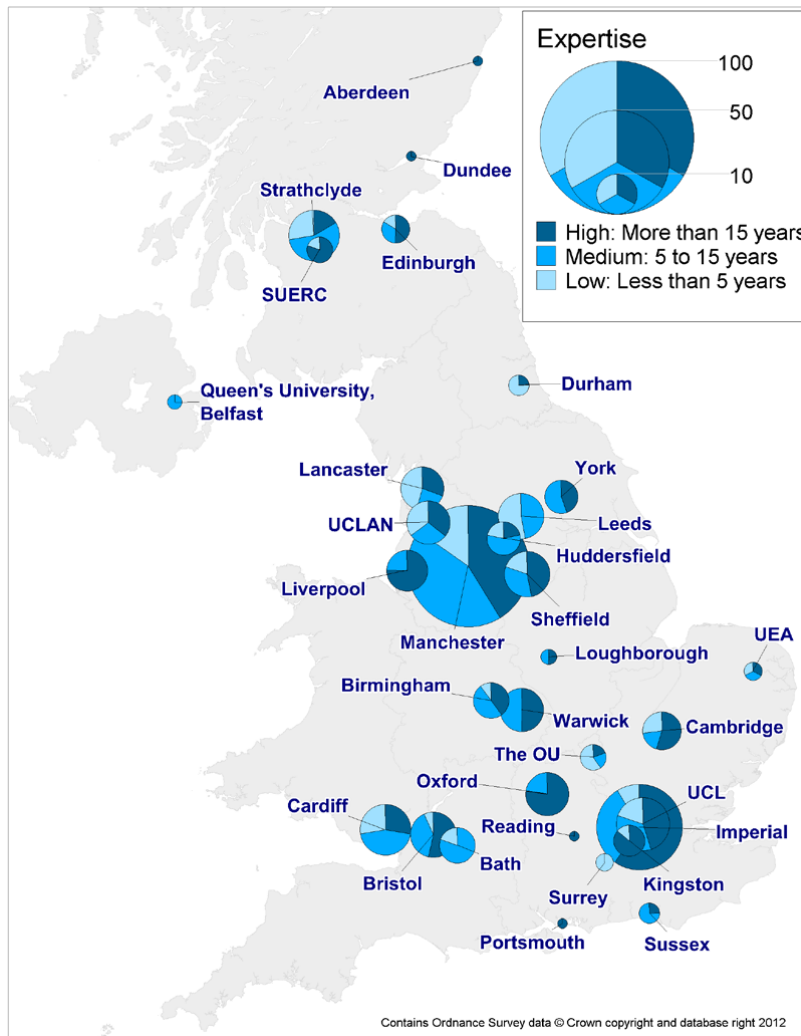 Expertise
100
50
10
High: More than 15 years
Medium: 5 to 15 years
Low: Less than 5 years
Aberdeen
Dundee
Strathclyde
Edinburgh
SUERC
Durham
Queen's University,
Belfast
Lancaster
York
UCLAN
Leeds
Huddersfield
Liverpool
Sheffield
Manchester
UEA
Loughborough
Birmingham
Warwick
Cambridge
The OU
Oxford
Cardiff
UCL
Reading
Imperial
Bath
Bristol
Surrey
Kingston
Portsmouth
Sussex
Contains Ordnance Survey data © Crown copyright and database right 2012